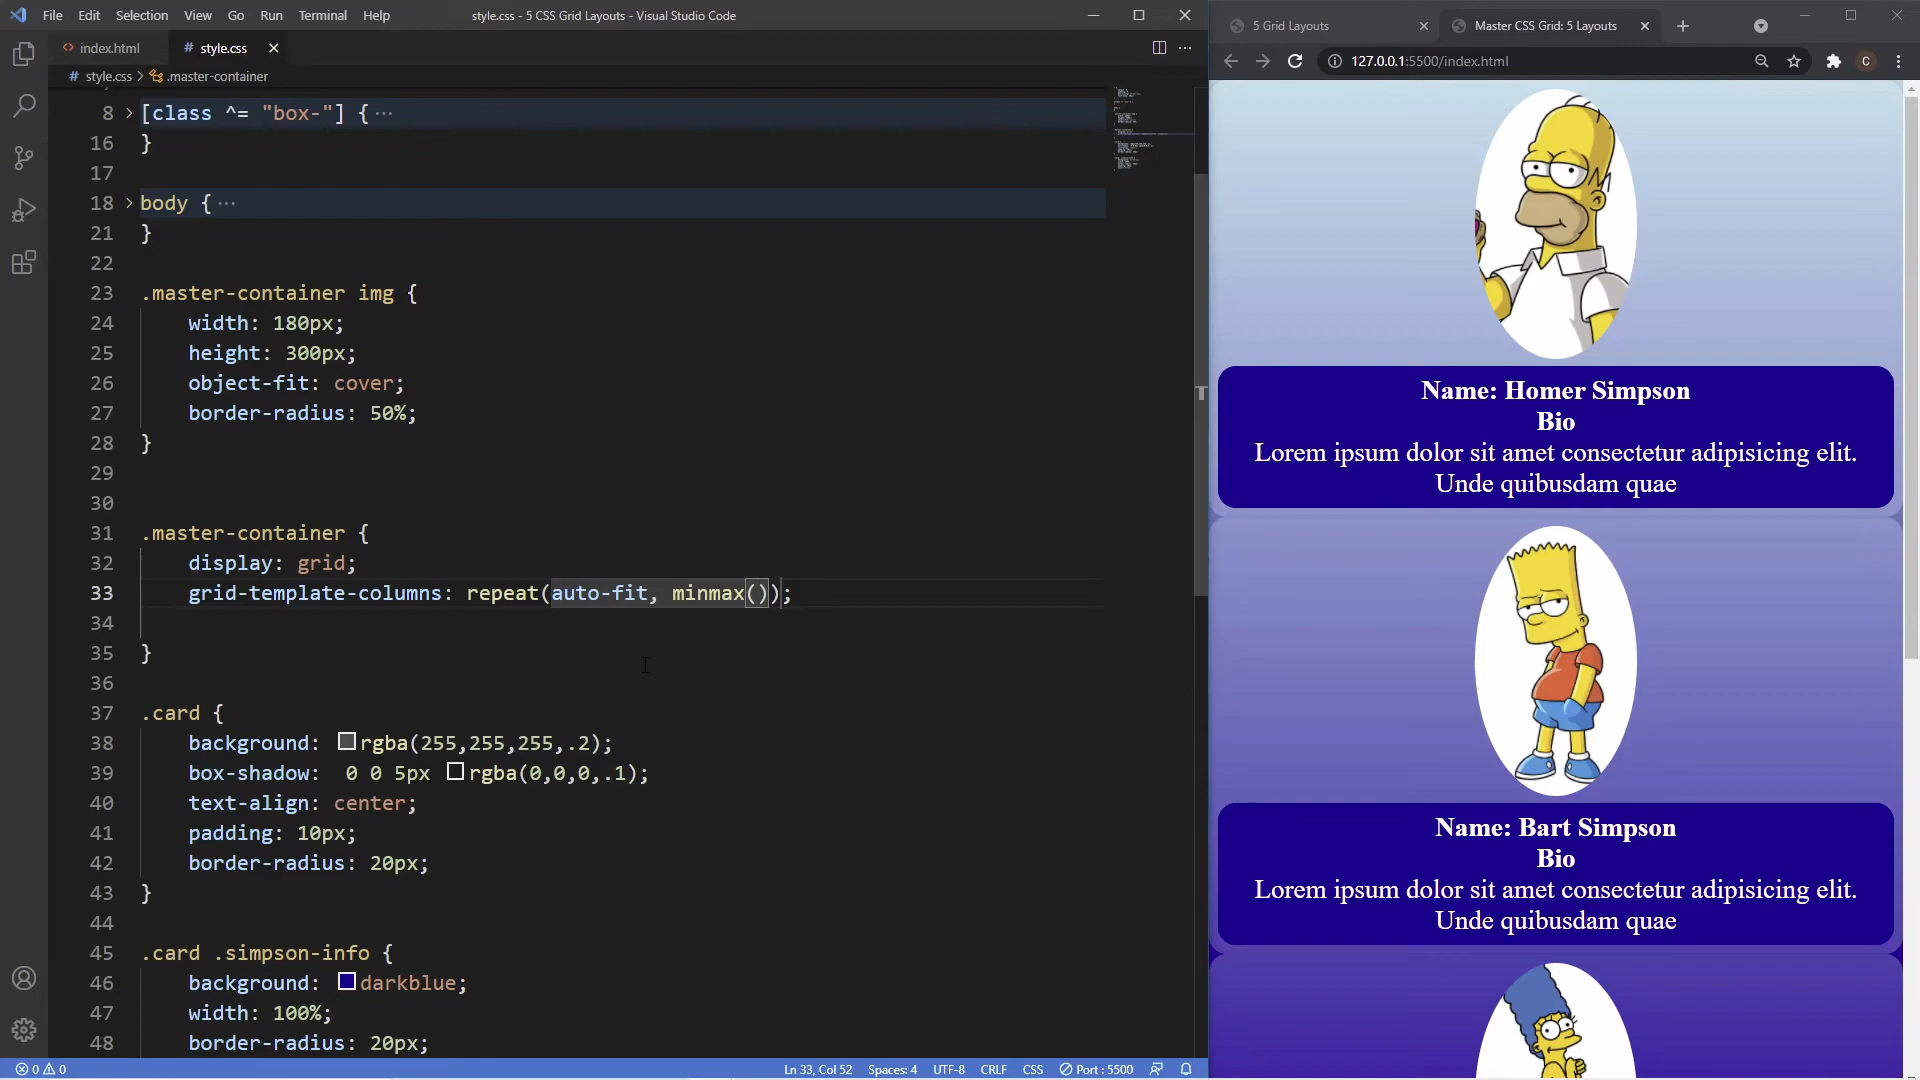 File Edit Selection View Go Run Terminal Help
style.css - 5 CSS Grid Layouts - Visual Studio Code
index.html
# style.css
# style.css > .master-container
8 [class ^= "box-"] {···
16 }
17
18 body {···
21 }
22
23 .master-container img {
24 width: 180px;
25 height: 300px;
26 object-fit: cover;
27 border-radius: 50%;
28 }
29
30
31 .master-container {
32 display: grid;
33 grid-template-columns: repeat(auto-fit, minmax());
34
35 }
36
37 .card {
38 background: rgba(255,255,255,.2);
39 box-shadow: 0 0 5px rgba(0,0,0,.1);
40 text-align: center;
41 padding: 10px;
42 border-radius: 20px;
43 }
44
45 .card .simpson-info {
46 background: darkblue;
47 width: 100%;
48 border-radius: 20px;
0 0
Ln 33, Col 52 Spaces: 4 UTF-8 CRLF CSS Port : 5500
5 Grid Layouts
Master CSS Grid: 5 Layouts
127.0.0.1:5500/index.html
C
Name: Homer Simpson
Bio
Lorem ipsum dolor sit amet consectetur adipisicing elit.
Unde quibusdam quae
Name: Bart Simpson
Bio
Lorem ipsum dolor sit amet consectetur adipisicing elit.
Unde quibusdam quae